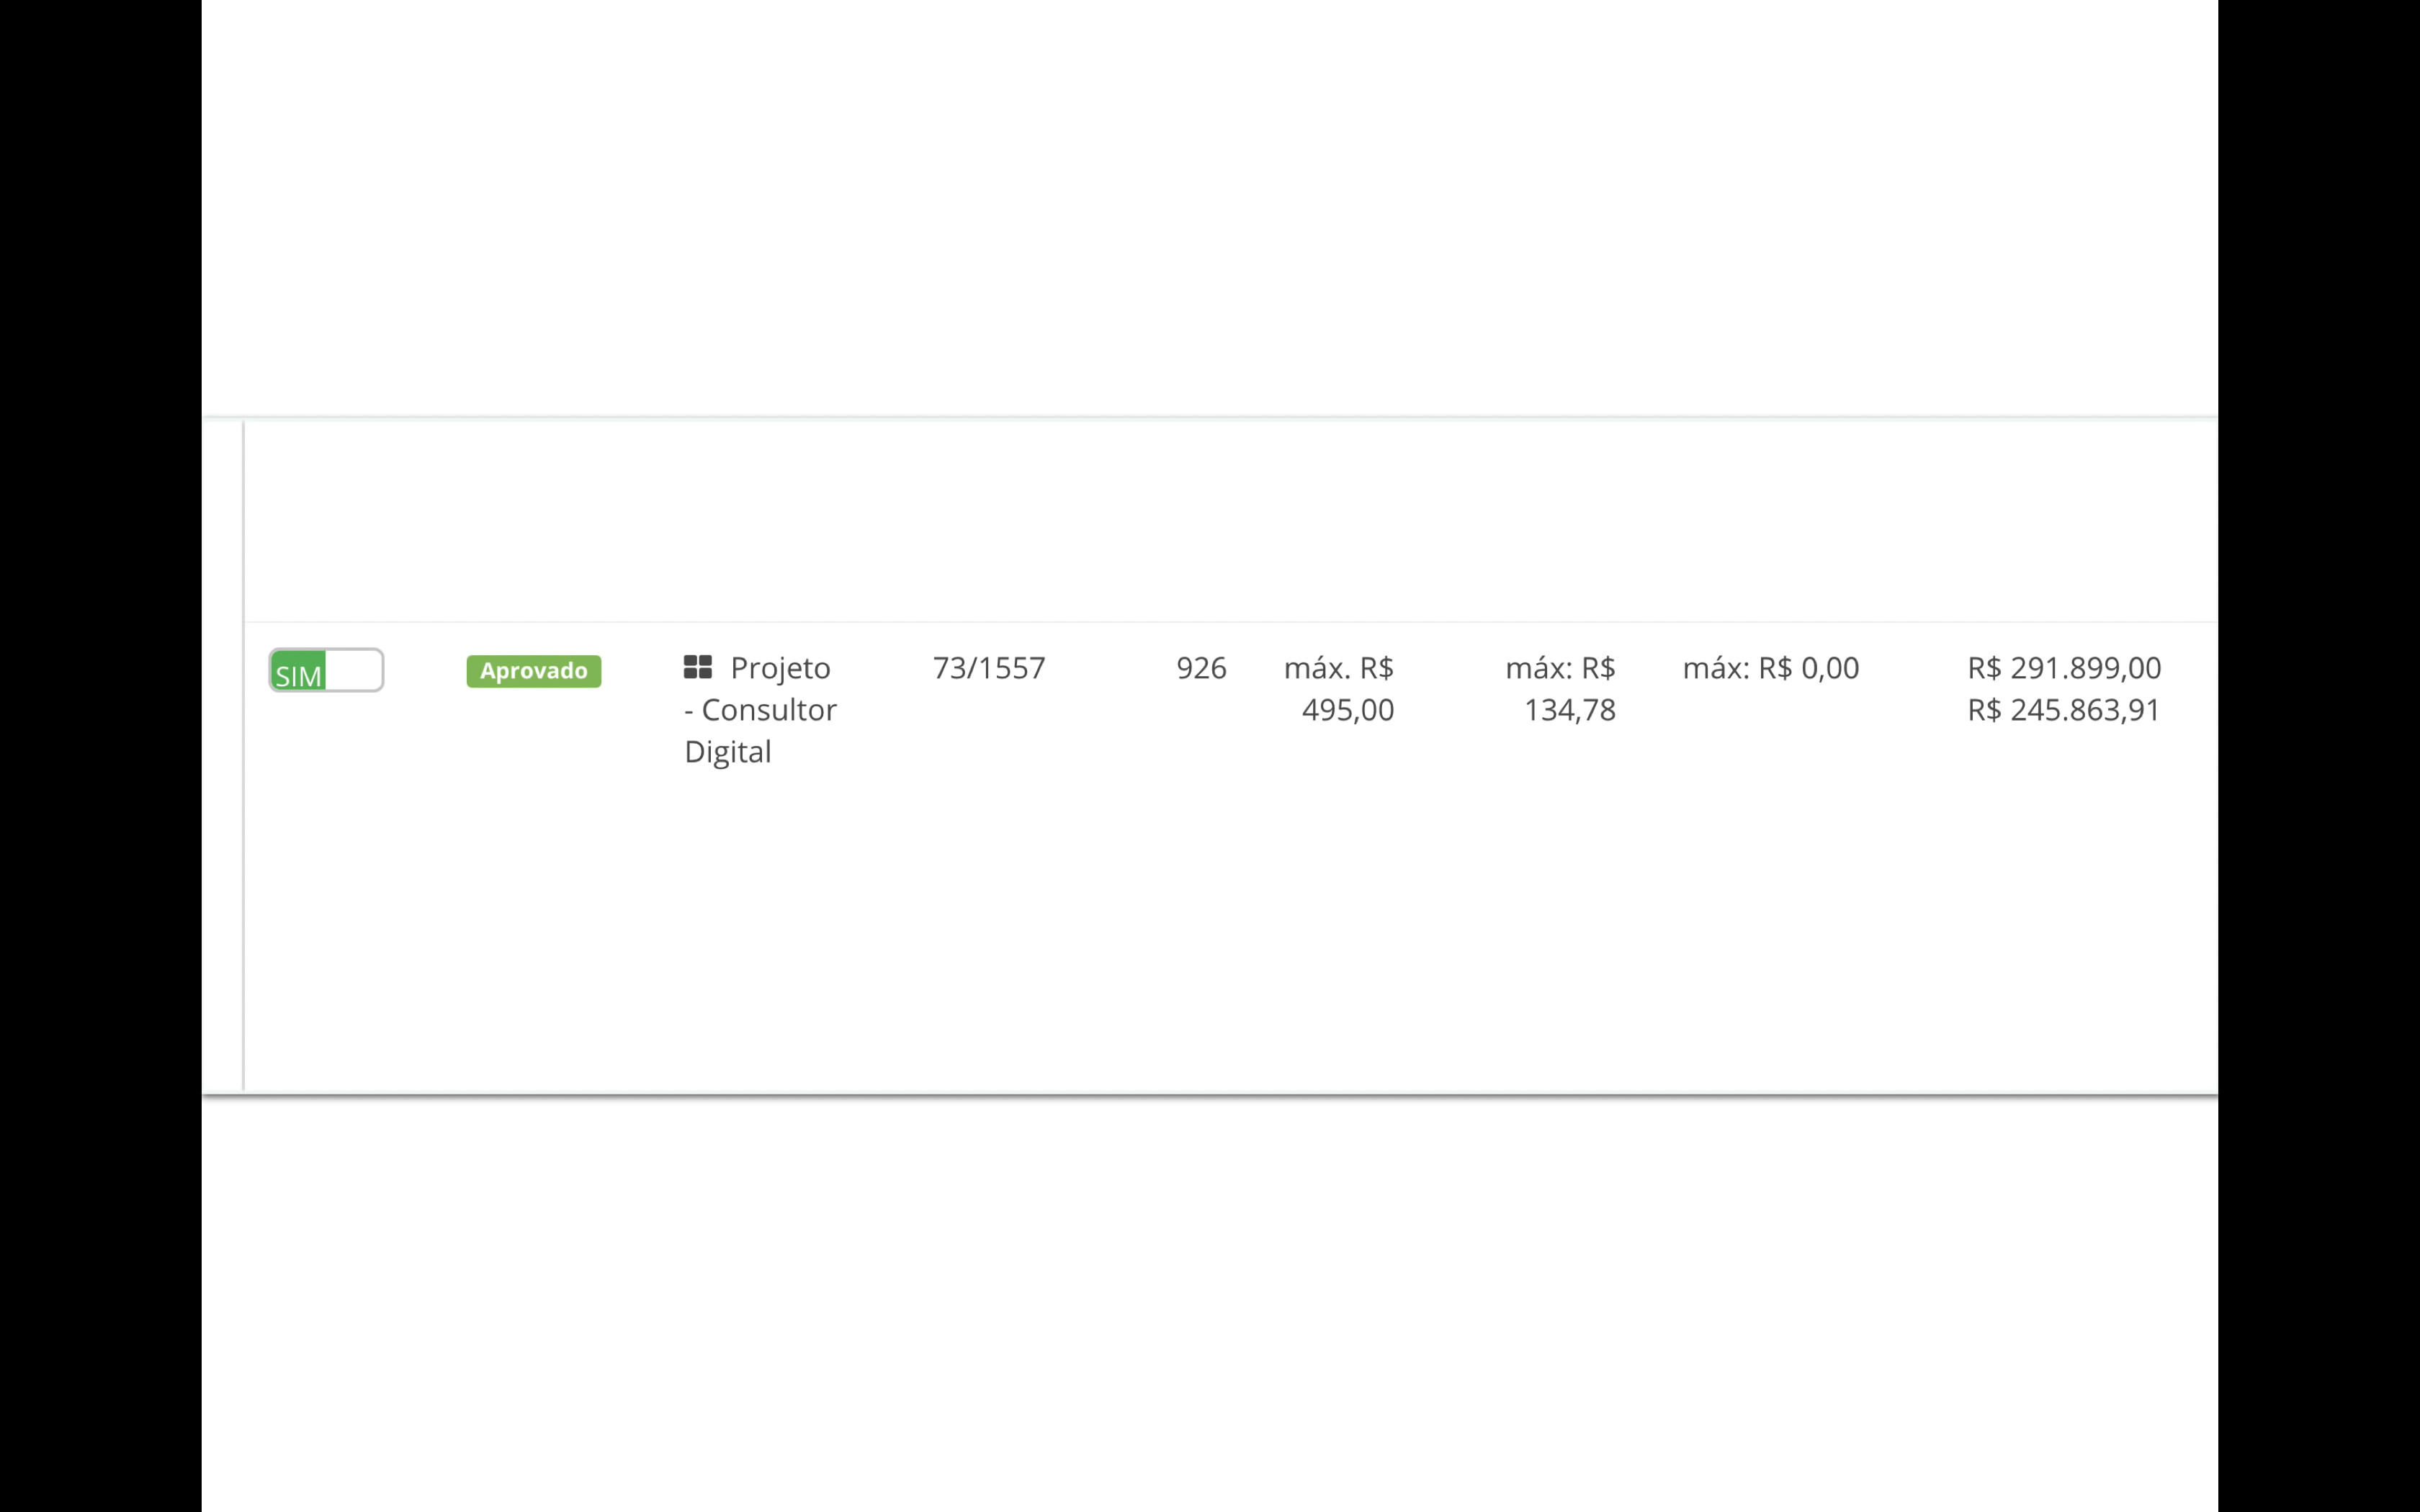 SIM Aprovado Projeto 73/1557 926 máx. R$ máx: R$ máx: R$ 0,00 R$ 291.899,00
- Consultor 495,00 134,78 R$ 245.863,91
Digital